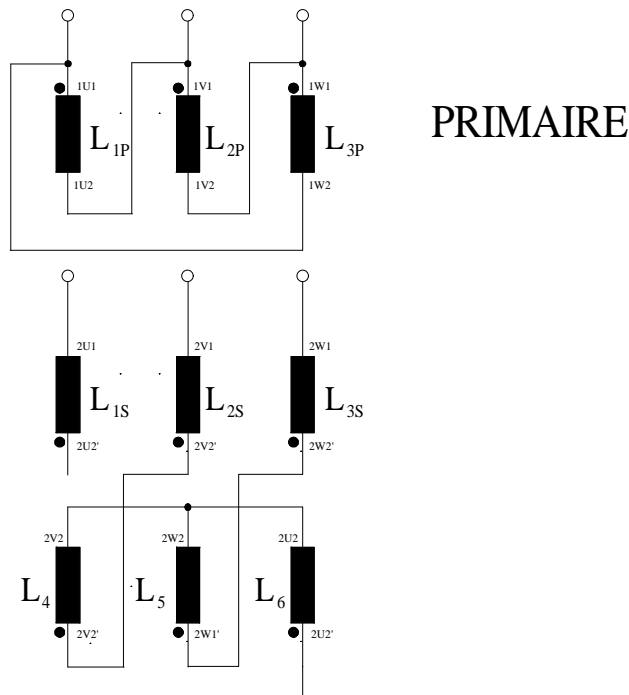 1U1 1V1 1W1
PRIMAIRE
L1P L2P L3P
1U2 1V2 1W2
2U1 2V1 2W1
L1S L2S L3S
2U2' 2V2' 2W2'
2V2 2W2 2U2
L4 L5 L6
2V2' 2W1' 2U2'